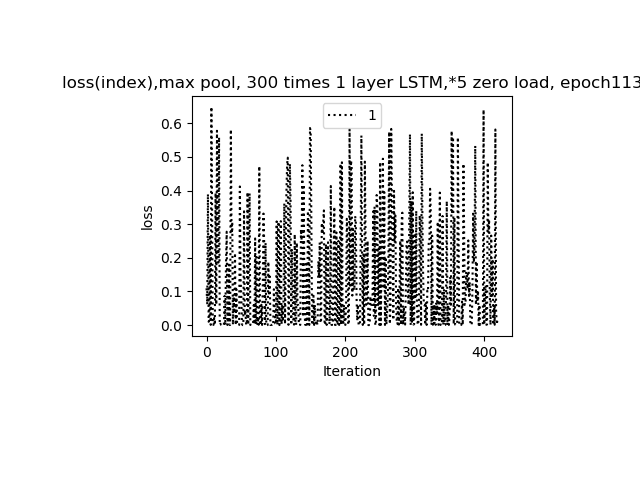 loss(index),max pool, 300 times 1 layer LSTM,*5 zero load, epoch113
1
0.6
0.5
0.4
0.3
0.2
0.1
0.0
loss
0 100 200 300 400
Iteration